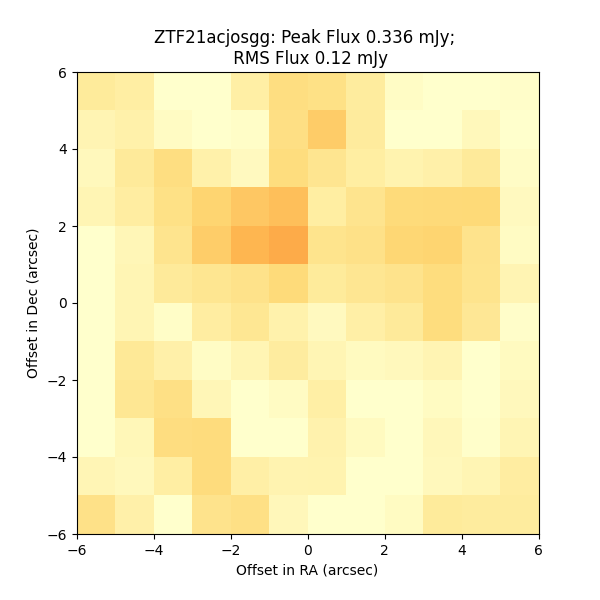 ZTF21acjosgg: Peak Flux 0.336 mJy;
RMS Flux 0.12 mJy
6
4
2
0
−2
−4
−6
Offset in Dec (arcsec)
−6 −4 −2 0 2 4 6
Offset in RA (arcsec)